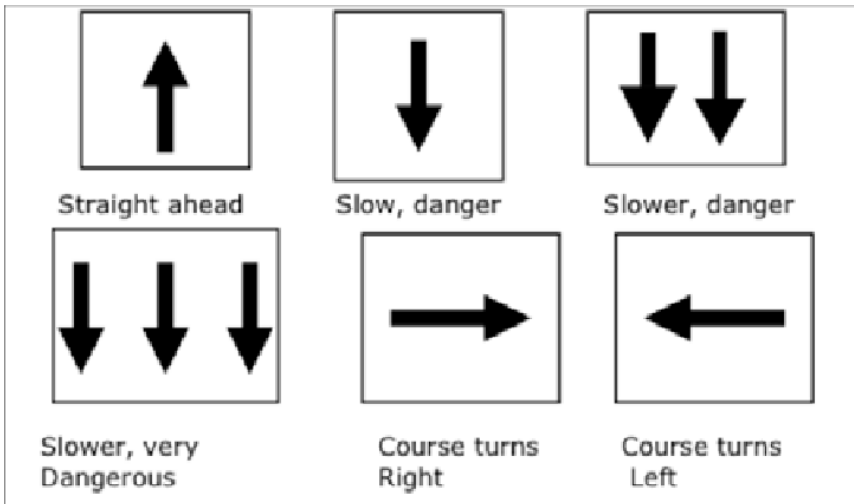 Straight ahead
Slow, danger
Slower, danger
Slower, very
Dangerous
Course turns
Right
Course turns
Left